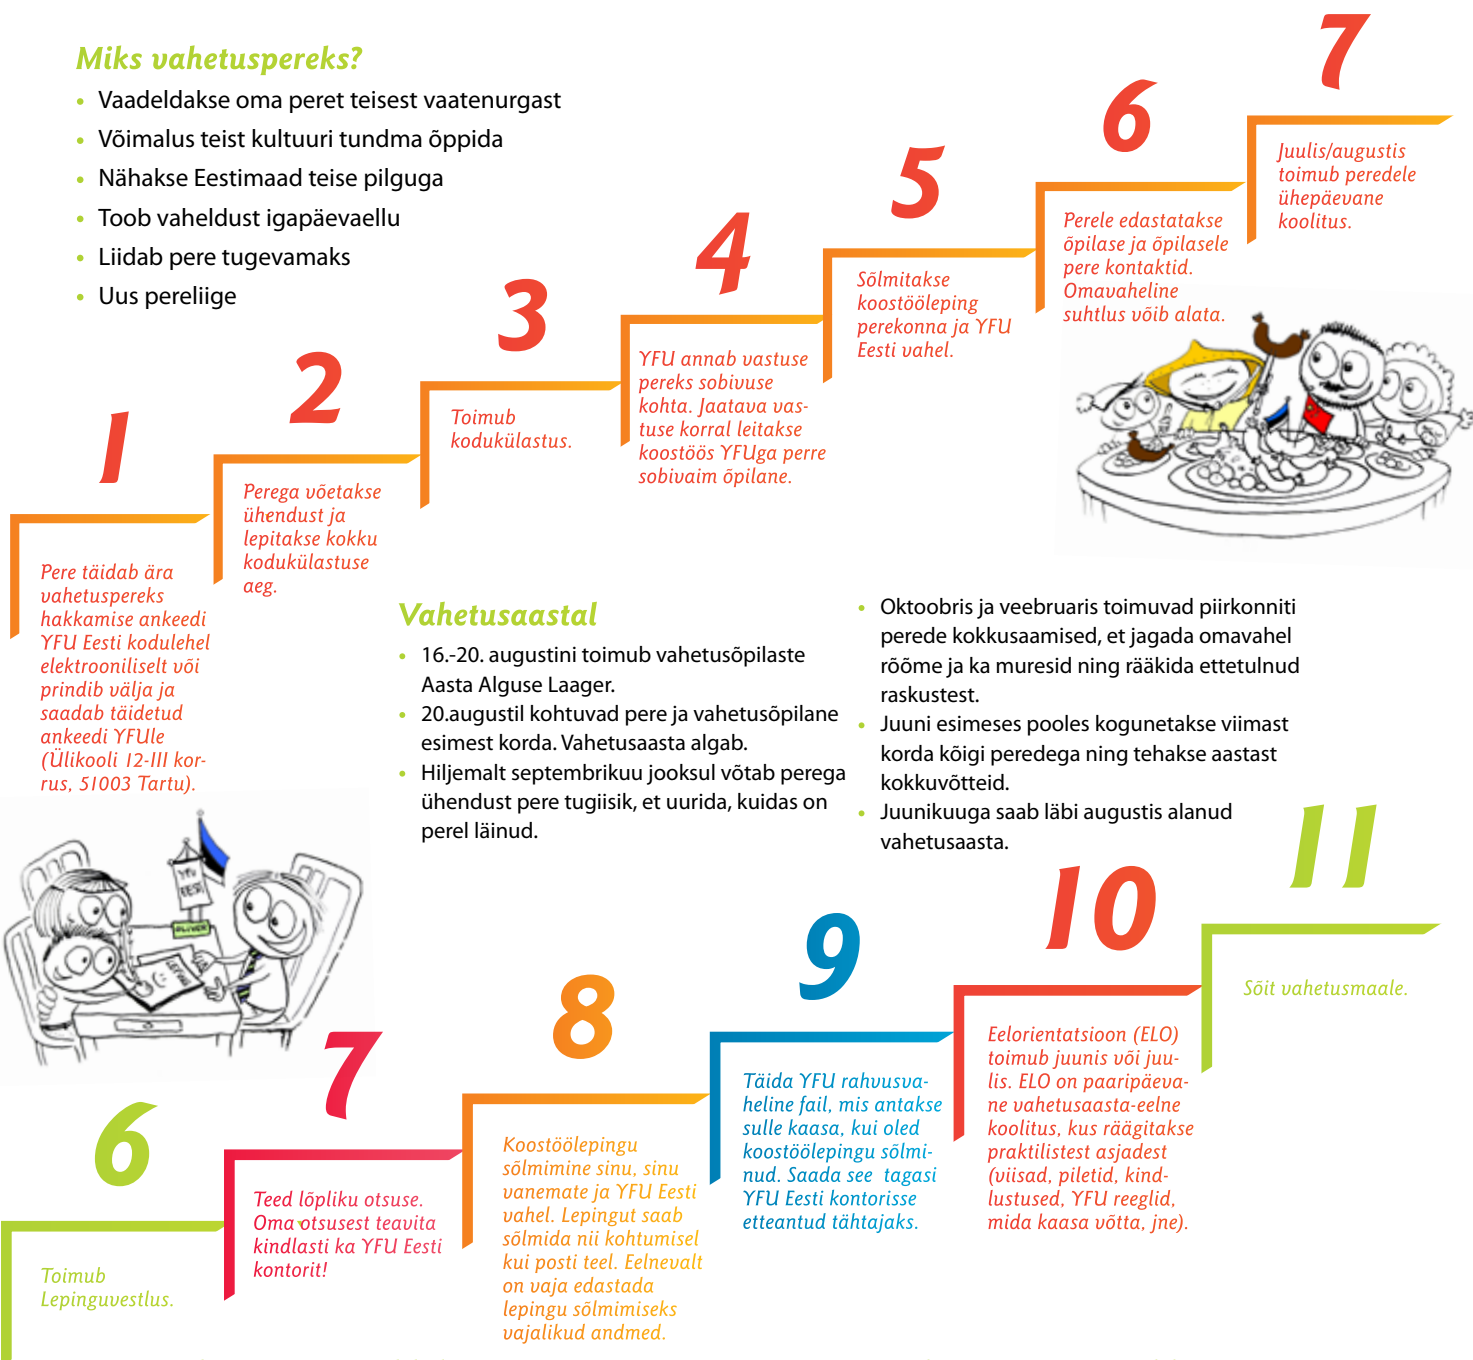 Miks vahetuspereks?
• Vaadeldakse oma peret teisest vaatenurgast
• Võimalus teist kultuuri tundma õppida
• Nähakse Eestimaad teise pilguga
• Toob vaheldust igapäevaellu
• Liidab pere tugevamaks
• Uus pereliige
1
Pere täidab ära
vahetuspereks
hakkamise ankeedi
YFU Eesti kodulehel
elektrooniliselt või
prindib välja ja
saadab täidetud
ankeedi YFUle
(Ülikooli 12-III kor-
rus, 51003 Tartu).
2
Perega võetakse
ühendust ja
lepitakse kokku
kodukülastuse
aeg.
3
Toimub
kodukülastus.
4
YFU annab vastuse
pereks sobivuse
kohta. Jaatava vas-
tuse korral leitakse
koostöös YFUga perre
sobivaim õpilane.
5
Sõlmitakse
koostööleping
perekonna ja YFU
Eesti vahel.
6
Perele edastatakse
õpilase ja õpilasele
pere kontaktid.
Omavaheline
suhtlus võib alata.
7
Juulis/augustis
toimub peredele
ühepäevane
koolitus.
Vahetusaastal
• 16.-20. augustini toimub vahetusõpilaste
Aasta Alguse Laager.
• 20.augustil kohtuvad pere ja vahetusõpilane
esimest korda. Vahetusaasta algab.
• Hiljemalt septembrikuu jooksul võtab perega
ühendust pere tugiisik, et uurida, kuidas on
perel läinud.
• Oktoobris ja veebruaris toimuvad piirkonniti
perede kokkusaamised, et jagada omavahel
rõõme ja ka muresid ning rääkida ettetulnud
raskustest.
• Juuni esimeses pooles kogunetakse viimast
korda kõigi peredega ning tehakse aastast
kokkuvõtteid.
• Juunikuuga saab läbi augustis alanud
vahetusaasta.
YFU
EESTI
OLIVER
LEPING
6
Toimub
Lepinguvestlus.
7
Teed lõpliku otsuse.
Oma otsusest teavita
kindlasti ka YFU Eesti
kontorit!
8
Koostöölepingu
sõlmimine sinu, sinu
vanemate ja YFU Eesti
vahel. Lepingut saab
sõlmida nii kohtumisel
kui posti teel. Eelnevalt
on vaja edastada
lepingu sõlmimiseks
vajalikud andmed.
9
Täida YFU rahvusva-
heline fail, mis antakse
sulle kaasa, kui oled
koostöölepingu sõlmi-
nud. Saada see tagasi
YFU Eesti kontorisse
etteantud tähtajaks.
10
Eelorientatsioon (ELO)
toimub juunis või juu-
lis. ELO on paaripäeva-
ne vahetusaasta-eelne
koolitus, kus räägitakse
praktilistest asjadest
(viisad, piletid, kind-
lustused, YFU reeglid,
mida kaasa võtta, jne).
11
Sõit vahetusmaale.